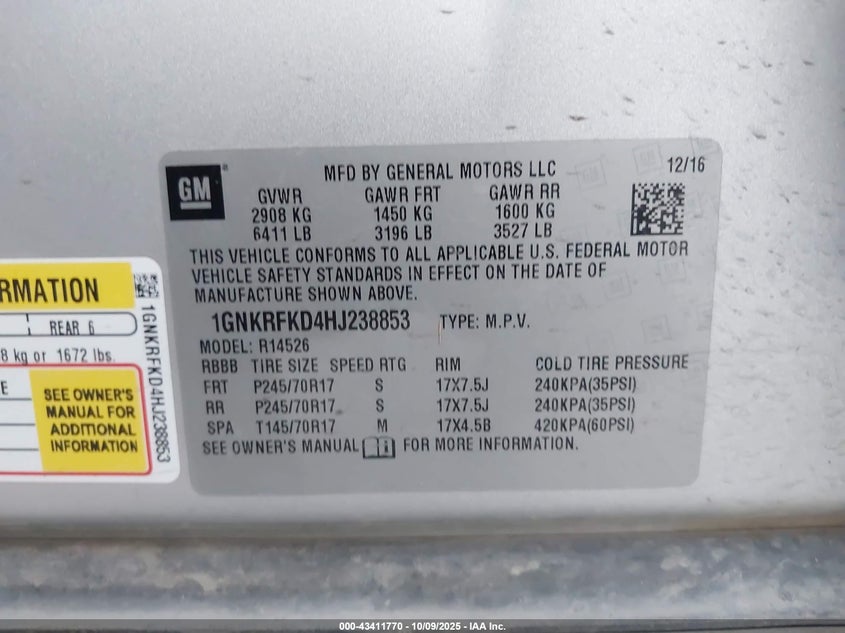 GM
MFD BY GENERAL MOTORS LLC
12/16
GVWR GAWR FRT GAWR RR
2908 KG 1450 KG 1600 KG
6411 LB 3196 LB 3527 LB
THIS VEHICLE CONFORMS TO ALL APPLICABLE U.S. FEDERAL MOTOR
VEHICLE SAFETY STANDARDS IN EFFECT ON THE DATE OF
MANUFACTURE SHOWN ABOVE.
1GNKRFKD4HJ238853 TYPE: M.P.V.
MODEL: R14526
RBBB TIRE SIZE SPEED RTG RIM COLD TIRE PRESSURE
FRT P245/70R17 S 17X7.5J 240KPA(35PSI)
RR P245/70R17 S 17X7.5J 240KPA(35PSI)
SPA T145/70R17 M 17X4.5B 420KPA(60PSI)
SEE OWNER'S MANUAL FOR MORE INFORMATION.
RMATION
REAR 6
8 kg or 1672 lbs.
E
SEE OWNER'S
MANUAL FOR
ADDITIONAL
INFORMATION
1GNKRFKD4HJ238853
000-43411770 - 10/09/2025 - IAA Inc.